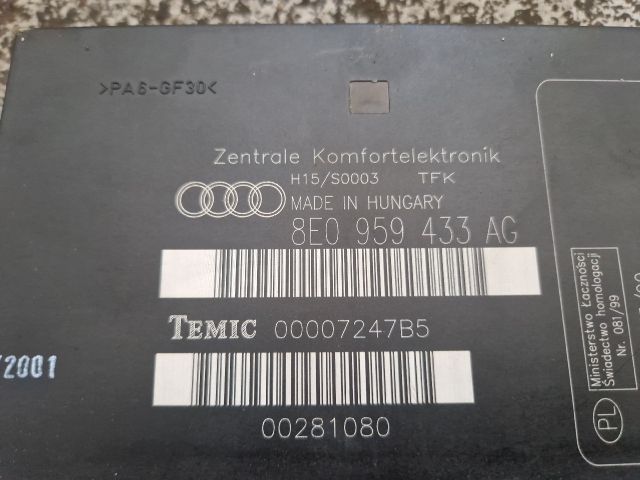 >PA6-GF30<
Zentrale Komfortelektronik
H15/S0003 TFK
MADE IN HUNGARY
8E0 959 433 AG
TEMIC 00007247B5
/2001
00281080
Ministerstwo Łączności
Świadectwo homologacji
Nr. 081/99
PL